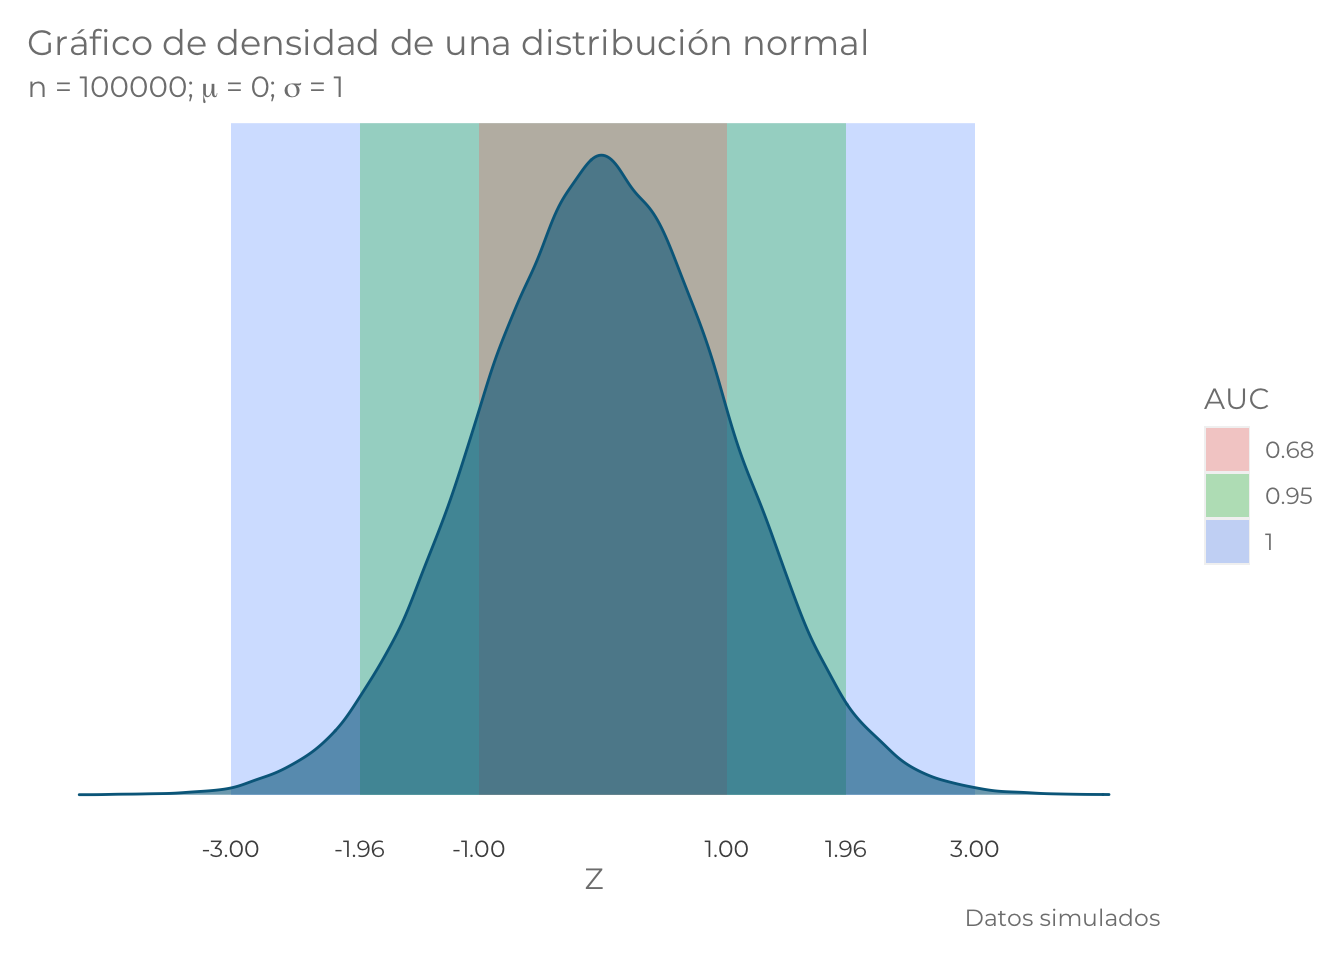 Gráfico de densidad de una distribución normal
n = 100000; μ = 0; σ = 1
AUC
0.68
0.95
1
-3.00 -1.96 -1.00 1.00 1.96 3.00
Z
Datos simulados